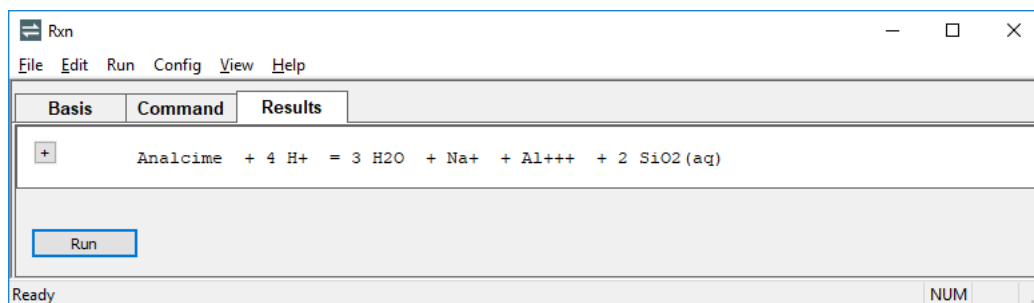 Rxn
File Edit Run Config View Help
Basis Command Results
+ Analcime + 4 H+ = 3 H2O + Na+ + Al+++ + 2 SiO2(aq)
Run
Ready NUM